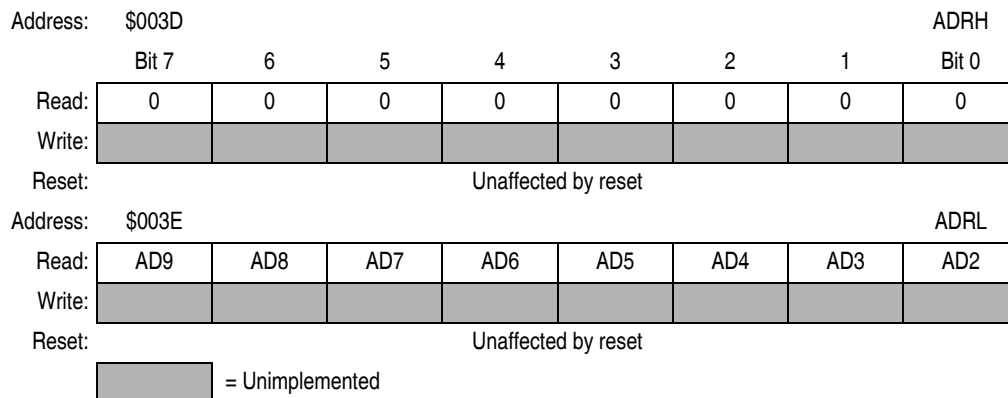 Address: $003D ADRH
Bit 7 6 5 4 3 2 1 Bit 0
Read: 0 0 0 0 0 0 0 0
Write:
Reset: Unaffected by reset
Address: $003E ADRL
Read: AD9 AD8 AD7 AD6 AD5 AD4 AD3 AD2
Write:
Reset: Unaffected by reset
= Unimplemented